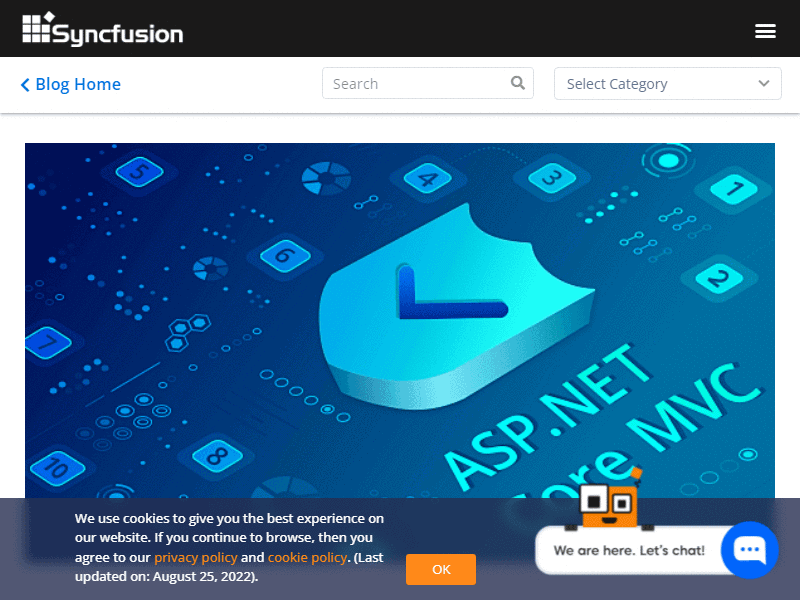 Syncfusion
Blog Home
Search
Select Category
5
4
3
1
6
2
7
ASP.NET
Core MVC
8
10
We use cookies to give you the best experience on
our website. If you continue to browse, then you
agree to our privacy policy and cookie policy. (Last
updated on: August 25, 2022).
OK
We are here. Let's chat!